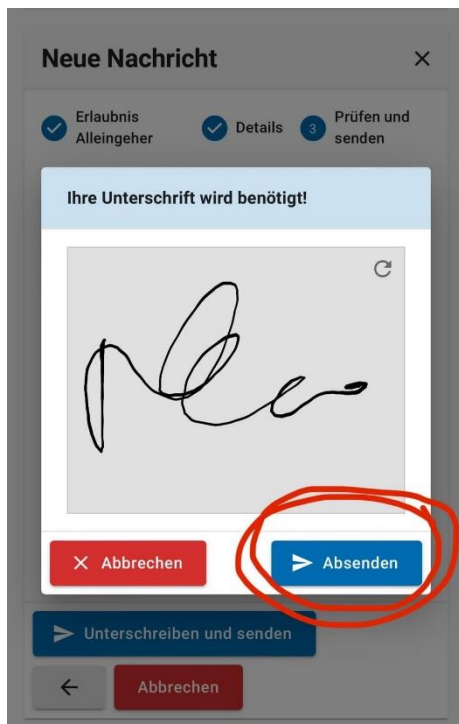 Neue Nachricht
Erlaubnis
Alleingeher
Details
3
Prüfen und
senden
Ihre Unterschrift wird benötigt!
Abbrechen
Absenden
Unterschreiben und senden
Abbrechen